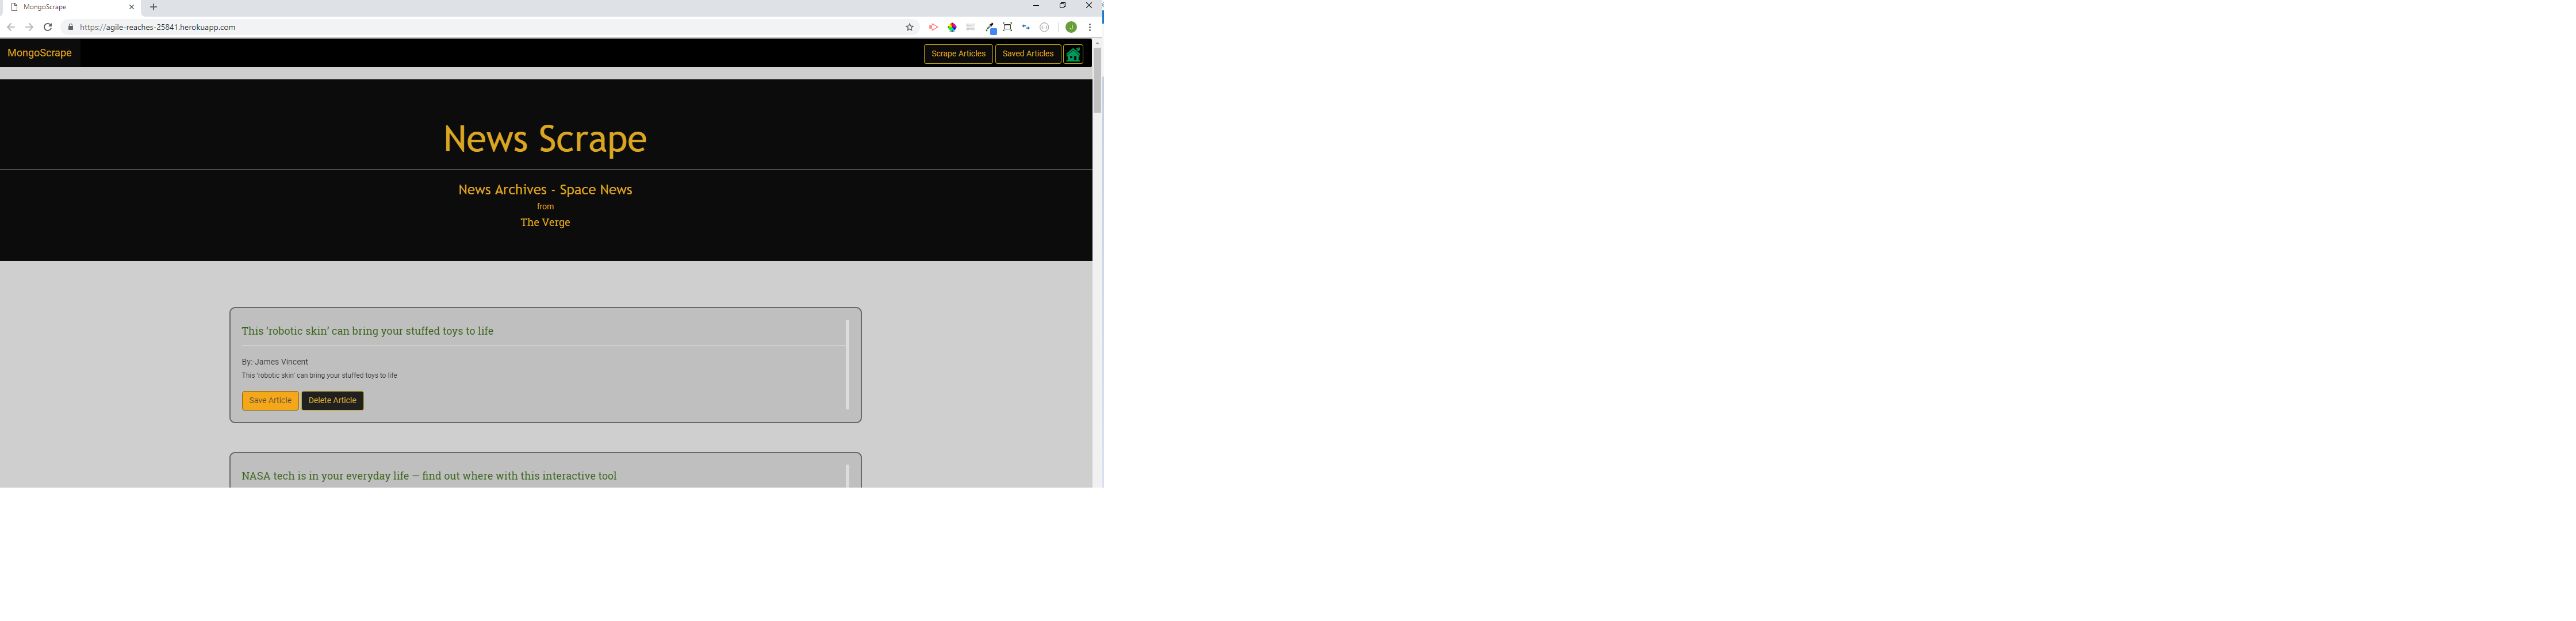 MongoScrape
https://agile-reaches-25841.herokuapp.com
J
MongoScrape
Scrape Articles
Saved Articles
News Scrape
News Archives - Space News
from
The Verge
This ‘robotic skin’ can bring your stuffed toys to life
By:-James Vincent
This ‘robotic skin’ can bring your stuffed toys to life
Save Article
Delete Article
NASA tech is in your everyday life — find out where with this interactive tool